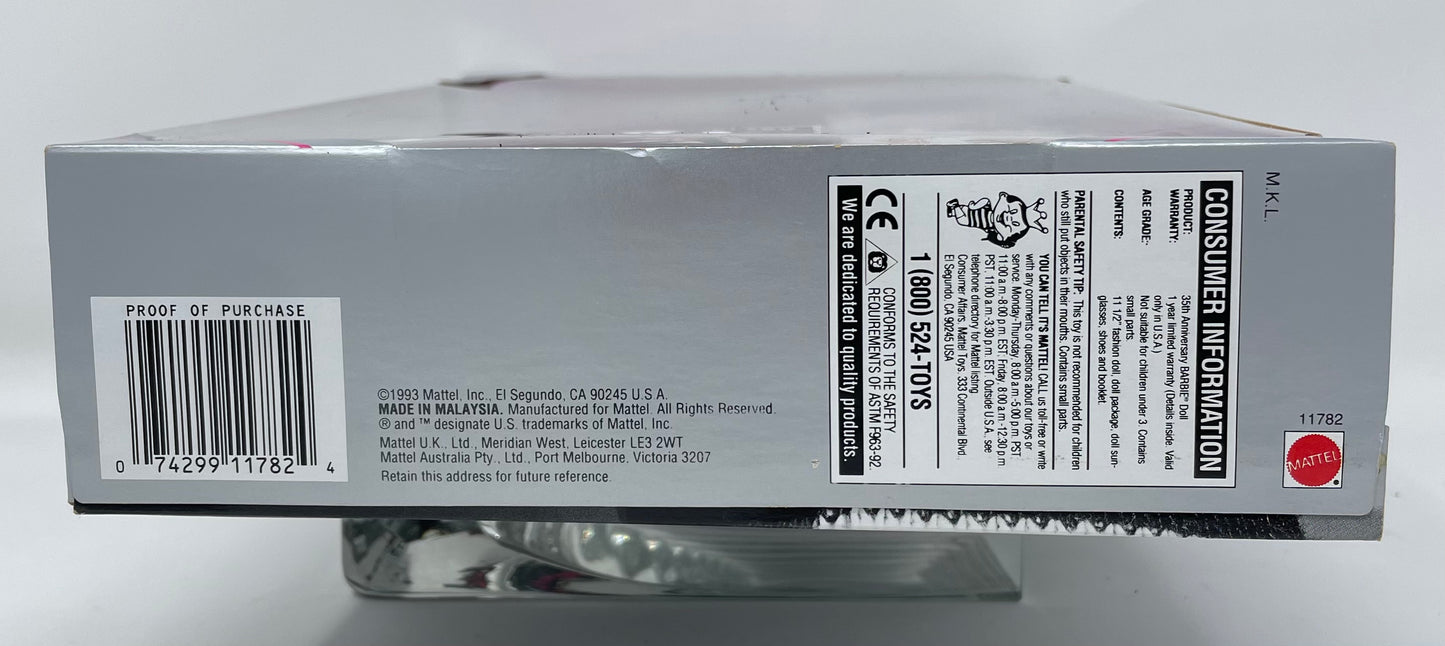 PROOF OF PURCHASE
0 74299 11782 4
©1993 Mattel, Inc., El Segundo, CA 90245 U.S.A.
MADE IN MALAYSIA. Manufactured for Mattel. All Rights Reserved.
® and ™ designate U.S. trademarks of Mattel, Inc.
Mattel U.K., Ltd., Meridian West, Leicester LE3 2WT
Mattel Australia Pty., Ltd., Port Melbourne, Victoria 3207
Retain this address for future reference.
CONSUMER INFORMATION
PRODUCT: 35th Anniversary BARBIE® Doll
WARRANTY: 1 year limited warranty (Details inside. Valid
only in U.S.A.)
AGE GRADE: Not suitable for children under 3. Contains
small parts.
CONTENTS: 11 1/2" fashion doll, doll package, doll sun-
glasses, shoes and booklet.
PARENTAL SAFETY TIP: This toy is not recommended for children
who still put objects in their mouths. Contains small parts.
YOU CAN TELL IT'S MATTEL! CALL us toll-free or write
with any comments or questions about our toys or
service. Monday-Thursday 8:00 a.m.-5:00 p.m. PST,
11:00 a.m.-8:00 p.m. EST. Friday, 8:00 a.m.-12:30 p.m.
PST, 11:00 a.m.-3:30 p.m. EST. Outside U.S.A., see
telephone directory for Mattel listing.
Consumer Affairs, Mattel Toys, 333 Continental Blvd.,
El Segundo, CA 90245 USA
1 (800) 524-TOYS
CE
CONFORMS TO THE SAFETY
REQUIREMENTS OF ASTM F963-92.
We are dedicated to quality products.
M.K.L.
11782
MATTEL®